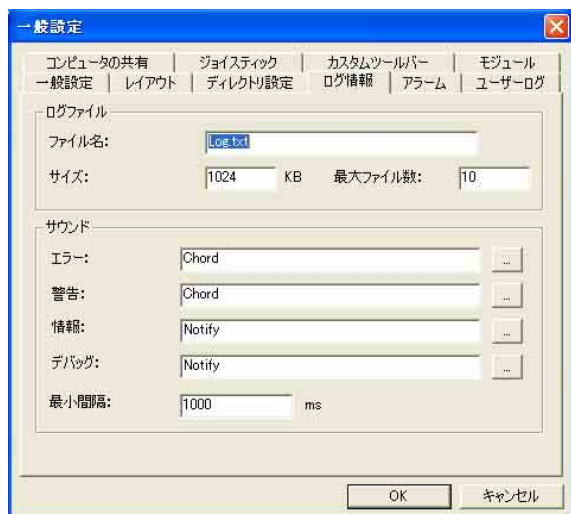 一般設定
コンピュータの共有 ジョイスティック カスタムツールバー モジュール
一般設定 レイアウト ディレクトリ設定 ログ情報 アラーム ユーザーログ
ログファイル
ファイル名: Log.txt
サイズ: 1024 KB 最大ファイル数: 10
サウンド
エラー: Chord ...
警告: Chord ...
情報: Notify ...
デバッグ: Notify ...
最小間隔: 1000 ms
OK キャンセル